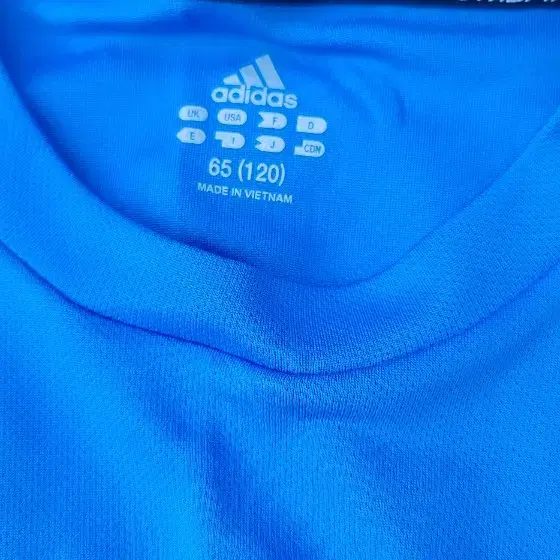 adidas
UK USA F D
E I J CDN
65 (120)
MADE IN VIETNAM